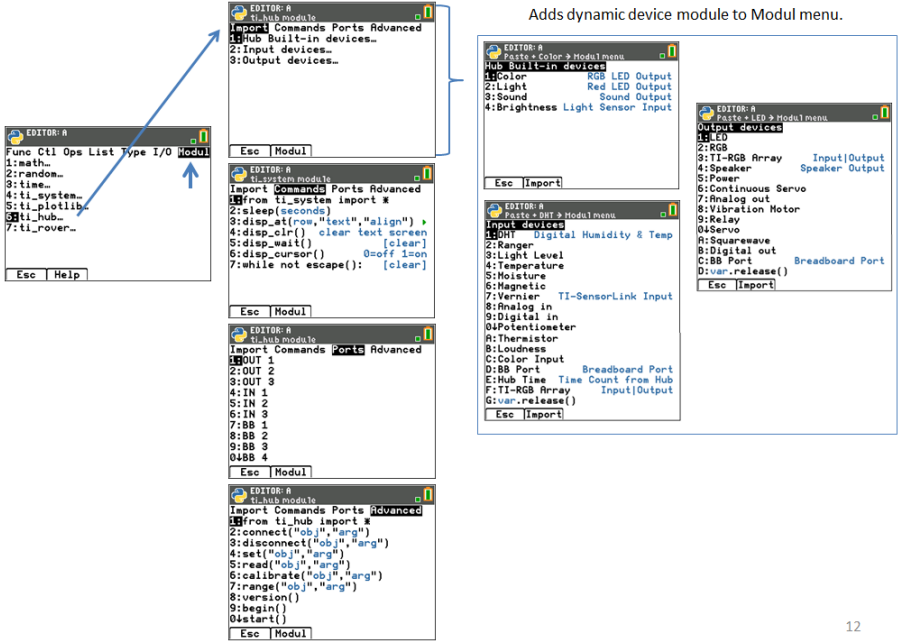 Adds dynamic device module to Modul menu.
EDITOR: A
Func Ctl Ops List Type I/O Modul
1:math…
2:random…
3:time…
4:ti_system…
5:ti_plotlib…
6:ti_hub…
7:ti_rover…
Esc Help
EDITOR: A
ti_hub module
Import Commands Ports Advanced
1:Hub Built-in devices…
2:Input devices…
3:Output devices…
Esc Modul
EDITOR: A
ti_system module
Import Commands Ports Advanced
1:from ti_system import *
2:sleep(seconds)
3:disp_at(row,"text","align")
4:disp_clr() clear text screen
5:disp_wait() [clear]
6:disp_cursor() 0=off 1=on
7:while not escape(): [clear]
Esc Modul
EDITOR: A
ti_hub module
Import Commands Ports Advanced
1:OUT 1
2:OUT 2
3:OUT 3
4:IN 1
5:IN 2
6:IN 3
7:BB 1
8:BB 2
9:BB 3
0↓BB 4
Esc Modul
EDITOR: A
ti_hub module
Import Commands Ports Advanced
1:from ti_hub import *
2:connect("obj","arg")
3:disconnect("obj","arg")
4:set("obj","arg")
5:read("obj","arg")
6:calibrate("obj","arg")
7:range("obj","arg")
8:version()
9:begin()
0↓start()
Esc Modul
EDITOR: A
Paste + Color → Modul menu
Hub Built-in devices
1:Color RGB LED Output
2:Light Red LED Output
3:Sound Sound Output
4:Brightness Light Sensor Input
Esc Import
EDITOR: A
Paste + DHT → Modul menu
Input devices
1:DHT Digital Humidity & Temp
2:Ranger
3:Light Level
4:Temperature
5:Moisture
6:Magnetic
7:Vernier TI-SensorLink Input
8:Analog in
9:Digital in
0↓Potentiometer
A:Thermistor
B:Loudness
C:Color Input
D:BB Port Breadboard Port
E:Hub Time Time Count from Hub
F:TI-RGB Array Input|Output
G:var.release()
Esc Import
EDITOR: A
Paste + LED → Modul menu
Output devices
1:LED
2:RGB
3:TI-RGB Array Input|Output
4:Speaker Speaker Output
5:Power
6:Continuous Servo
7:Analog out
8:Vibration Motor
9:Relay
0↓Servo
A:Squarewave
B:Digital out
C:BB Port Breadboard Port
D:var.release()
Esc Import
12